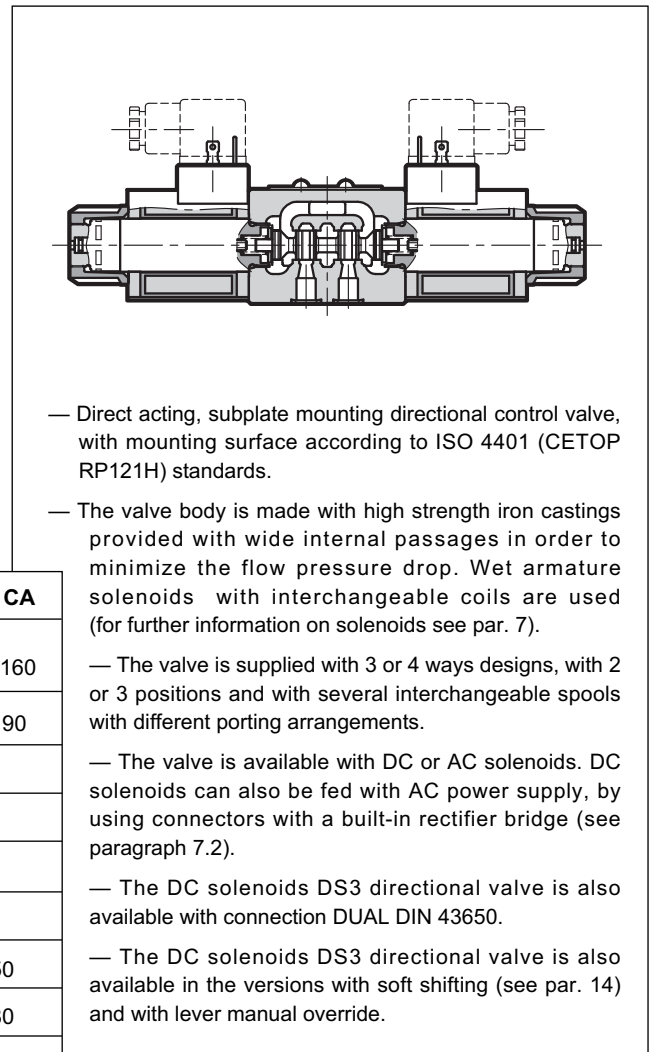 — Direct acting, subplate mounting directional control valve,
with mounting surface according to ISO 4401 (CETOP
RP121H) standards.
— The valve body is made with high strength iron castings
provided with wide internal passages in order to
minimize the flow pressure drop. Wet armature
solenoids with interchangeable coils are used
(for further information on solenoids see par. 7).
— The valve is supplied with 3 or 4 ways designs, with 2
or 3 positions and with several interchangeable spools
with different porting arrangements.
— The valve is available with DC or AC solenoids. DC
solenoids can also be fed with AC power supply, by
using connectors with a built-in rectifier bridge (see
paragraph 7.2).
— The DC solenoids DS3 directional valve is also
available with connection DUAL DIN 43650.
— The DC solenoids DS3 directional valve is also
available in the versions with soft shifting (see par. 14)
and with lever manual override.
CA
160
90